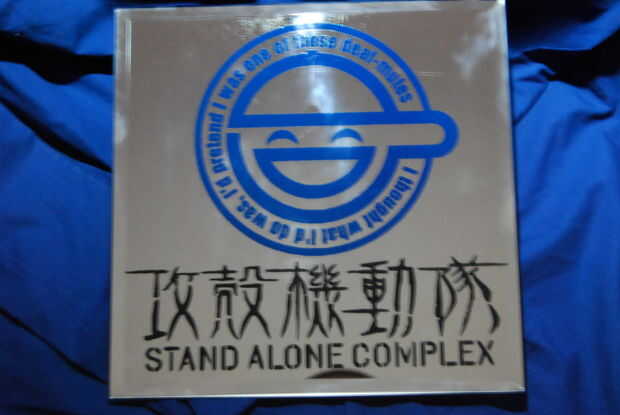 I thought what I'd do was, I'd pretend I was one of those deaf-mutes
攻殻機動隊
STAND ALONE COMPLEX